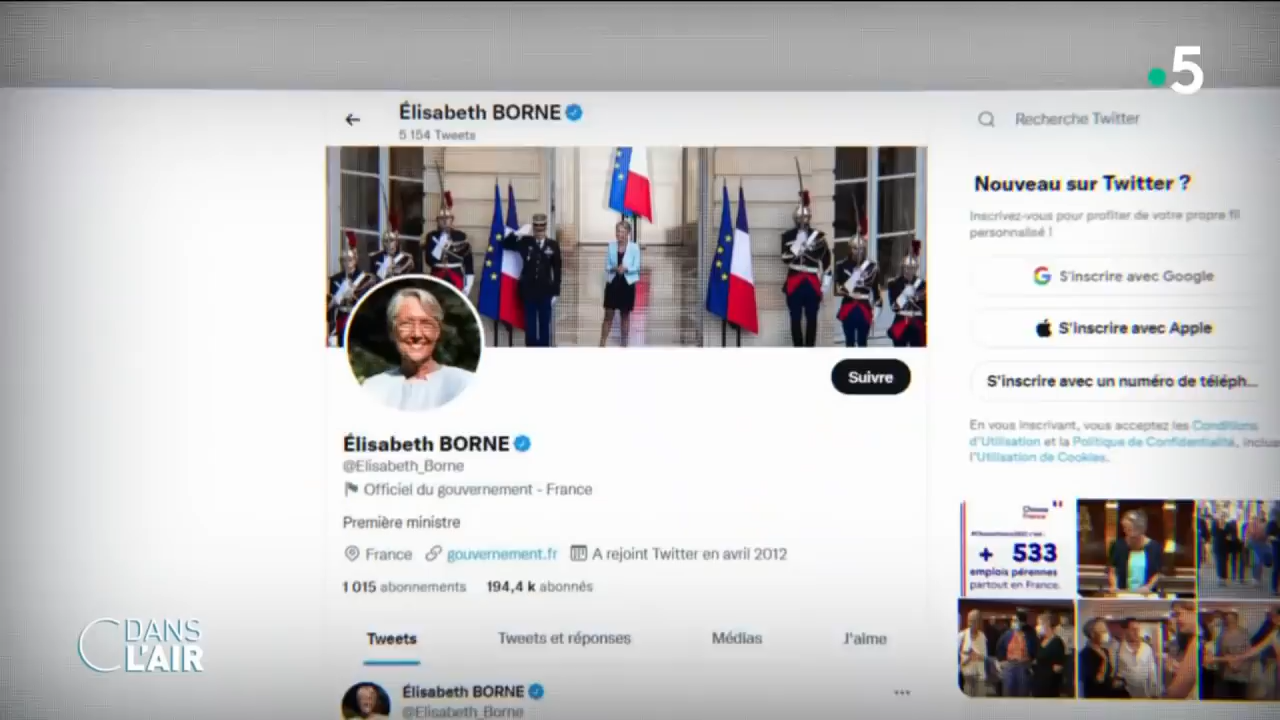 5
Élisabeth BORNE
5 154 Tweets
Recherche Twitter
Nouveau sur Twitter ?
Inscrivez-vous pour profiter de votre propre fil
personnalisé !
S'inscrire avec Google
S'inscrire avec Apple
S'inscrire avec un numéro de téléph...
En vous inscrivant, vous acceptez les Conditions
d'Utilisation et la Politique de Confidentialité, inclus
l'Utilisation de Cookies.
Suivre
Élisabeth BORNE
@Elisabeth_Borne
Officiel du gouvernement - France
Première ministre
France gouvernement.fr A rejoint Twitter en avril 2012
1 015 abonnements 194,4 k abonnés
Tweets Tweets et réponses Médias J'aime
Élisabeth BORNE
@Elisabeth_Borne
Choose
France
+ 533
emplois pérennes
partout en France.
C DANS
L'AIR